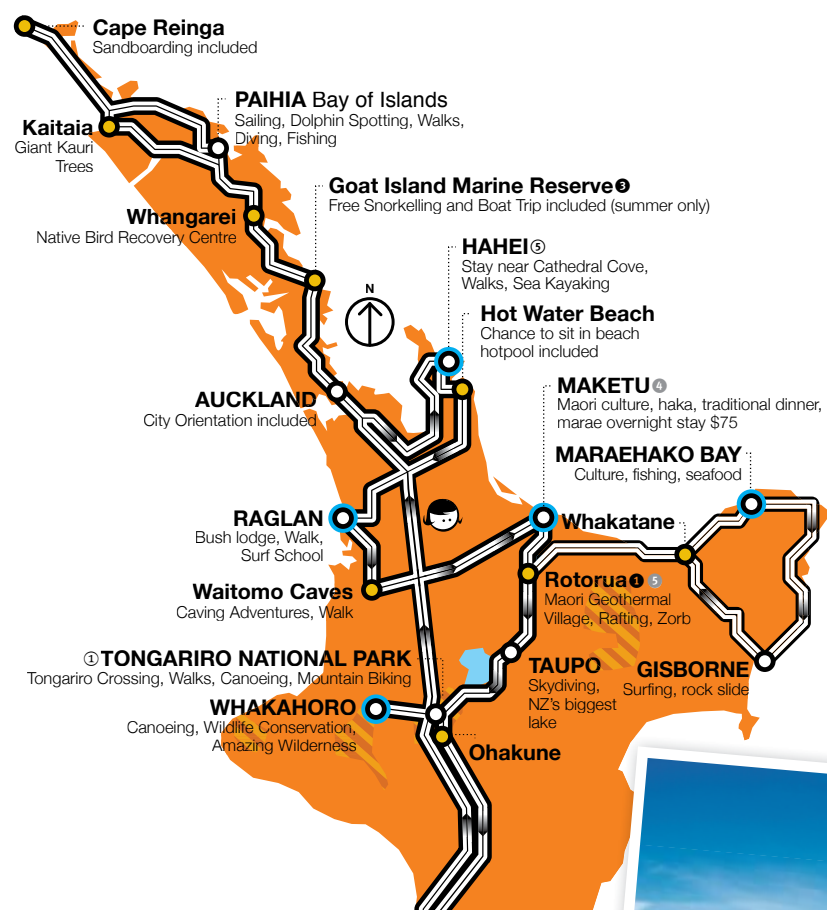 Cape Reinga
Sandboarding included
PAIHIA Bay of Islands
Sailing, Dolphin Spotting, Walks,
Diving, Fishing
Kaitaia
Giant Kauri
Trees
Goat Island Marine Reserve❸
Free Snorkelling and Boat Trip included (summer only)
Whangarei
Native Bird Recovery Centre
HAHEI⑤
Stay near Cathedral Cove,
Walks, Sea Kayaking
N
Hot Water Beach
Chance to sit in beach
hotpool included
MAKETU❹
Maori culture, haka, traditional dinner,
marae overnight stay $75
AUCKLAND
City Orientation included
MARAEHAKO BAY
Culture, fishing, seafood
RAGLAN
Bush lodge, Walk,
Surf School
Whakatane
Waitomo Caves
Caving Adventures, Walk
Rotorua❶❺
Maori Geothermal
Village, Rafting, Zorb
①TONGARIRO NATIONAL PARK
Tongariro Crossing, Walks, Canoeing, Mountain Biking
TAUPO
Skydiving,
NZ's biggest
lake
GISBORNE
Surfing, rock slide
WHAKAHORO
Canoeing, Wildlife Conservation,
Amazing Wilderness
Ohakune